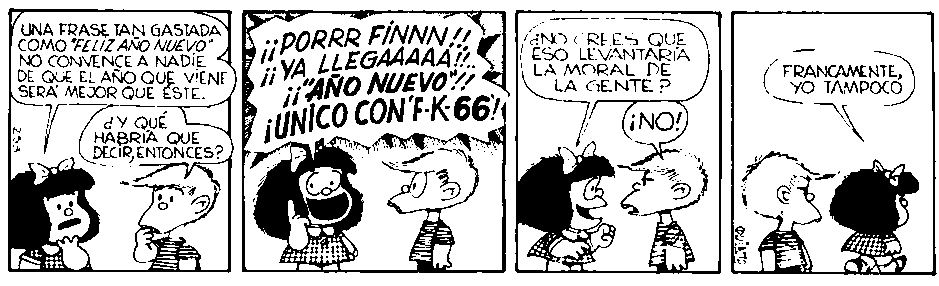 UNA FRASE TAN GASTADA
COMO "FELIZ AÑO NUEVO"
NO CONVENCE A NADIE
DE QUE EL AÑO QUE VIENE
SERÁ MEJOR QUE ÉSTE.
¿Y QUÉ
HABRÍA QUE
DECIR, ENTONCES?
¡¡PORRR FÍNNN!!
¡¡YA LLEGAAAAÁ!!..
¡¡"AÑO NUEVO"!!
¡ÚNICO CON "F-K-66"!
¿NO CREES QUE
ESO LEVANTARÍA
LA MORAL DE
LA GENTE?
¡NO!
FRANCAMENTE,
YO TAMPOCO